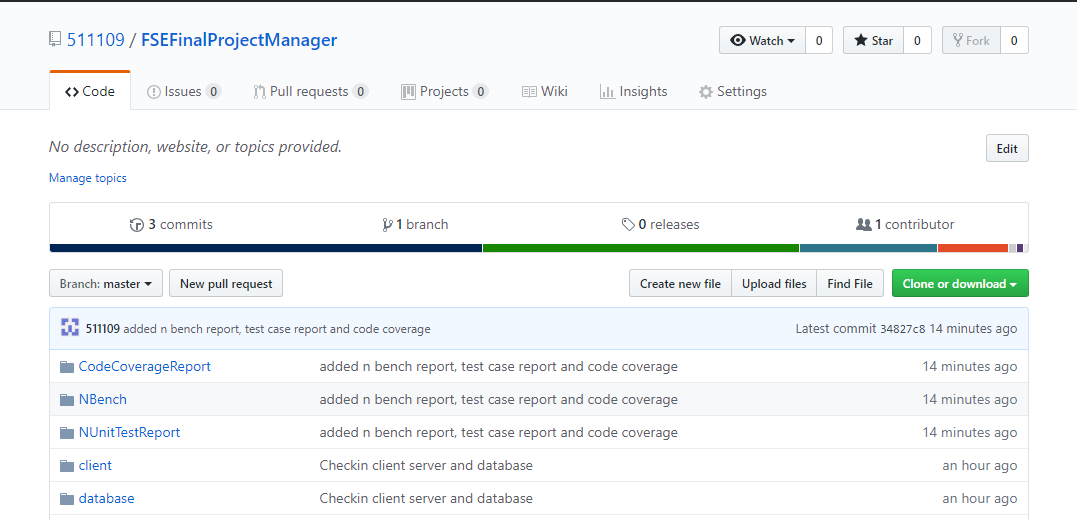 511109 / FSEFinalProjectManager
Watch 0 Star 0 Fork 0
Code Issues 0 Pull requests 0 Projects 0 Wiki Insights Settings
No description, website, or topics provided. Edit
Manage topics
3 commits 1 branch 0 releases 1 contributor
Branch: master New pull request Create new file Upload files Find File Clone or download
511109 added n bench report, test case report and code coverage Latest commit 34827c8 14 minutes ago
CodeCoverageReport added n bench report, test case report and code coverage 14 minutes ago
NBench added n bench report, test case report and code coverage 14 minutes ago
NUnitTestReport added n bench report, test case report and code coverage 14 minutes ago
client Checkin client server and database an hour ago
database Checkin client server and database an hour ago